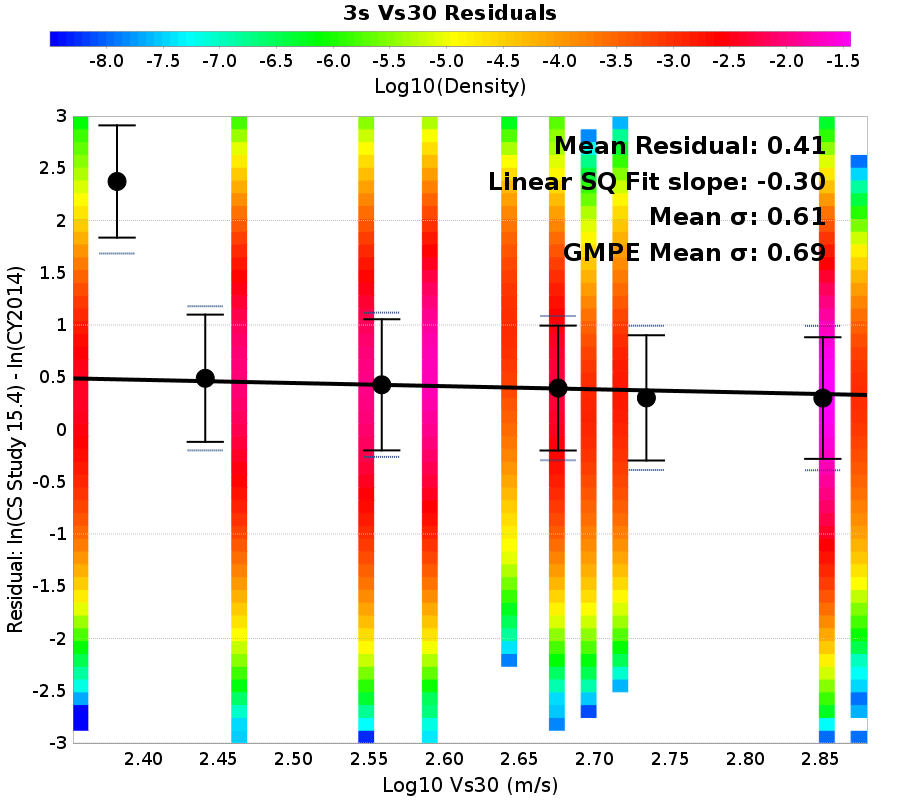 3s Vs30 Residuals
-8.0 -7.5 -7.0 -6.5 -6.0 -5.5 -5.0 -4.5 -4.0 -3.5 -3.0 -2.5 -2.0 -1.5
Log10(Density)
Mean Residual: 0.41
Linear SQ Fit slope: -0.30
Mean σ: 0.61
GMPE Mean σ: 0.69
Residual: ln(CS Study 15.4) - ln(CY2014)
3
2.5
2
1.5
1
0.5
0
-0.5
-1
-1.5
-2
-2.5
-3
2.40 2.45 2.50 2.55 2.60 2.65 2.70 2.75 2.80 2.85
Log10 Vs30 (m/s)